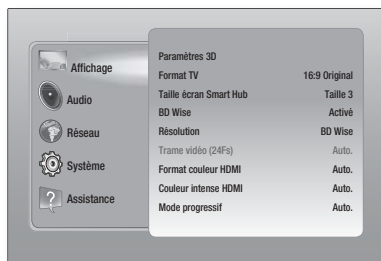 Affichage
Audio
Réseau
Système
Assistance
Paramètres 3D
Format TV 16:9 Original
Taille écran Smart Hub Taille 3
BD Wise Activé
Résolution BD Wise
Trame vidéo (24Fs) Auto.
Format couleur HDMI Auto.
Couleur intense HDMI Auto.
Mode progressif Auto.